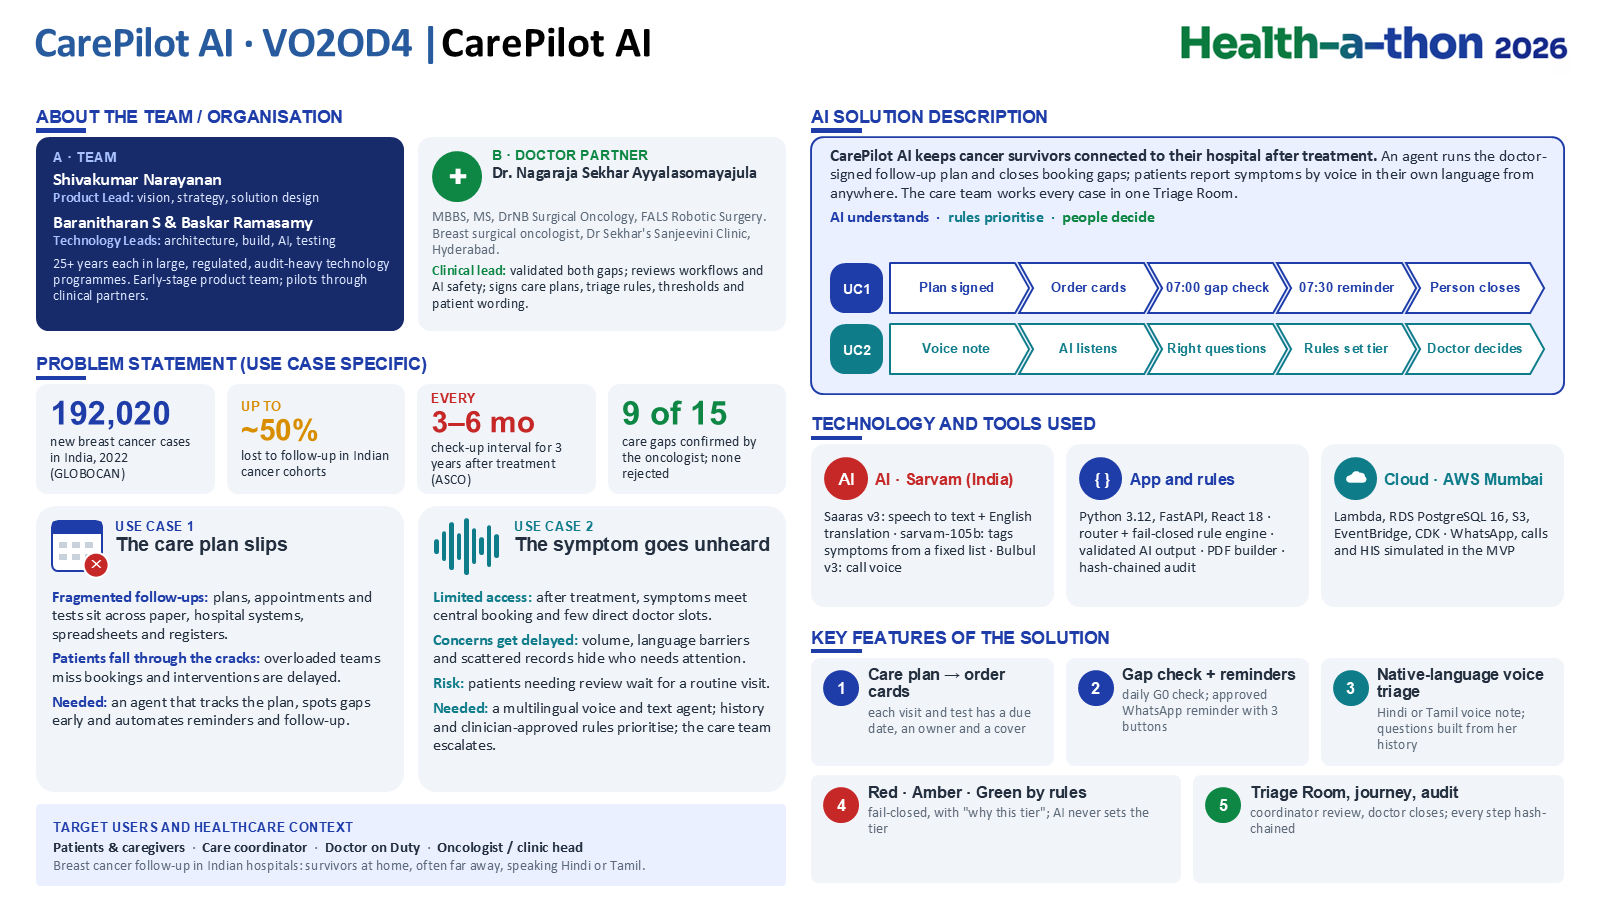 CarePilot AI · VO2OD4 | CarePilot AI
Health-a-thon 2026
ABOUT THE TEAM / ORGANISATION
A · TEAM
Shivakumar Narayanan
Product Lead: vision, strategy, solution design
Baranitharan S & Baskar Ramasamy
Technology Leads: architecture, build, AI, testing
25+ years each in large, regulated, audit-heavy technology
programmes. Early-stage product team; pilots through
clinical partners.
B · DOCTOR PARTNER
Dr. Nagaraja Sekhar Ayyalasomayajula
MBBS, MS, DrNB Surgical Oncology, FALS Robotic Surgery.
Breast surgical oncologist, Dr Sekhar's Sanjeevini Clinic,
Hyderabad.
Clinical lead: validated both gaps; reviews workflows and
AI safety; signs care plans, triage rules, thresholds and
patient wording.
PROBLEM STATEMENT (USE CASE SPECIFIC)
192,020
new breast cancer cases
in India, 2022
(GLOBOCAN)
UP TO
~50%
lost to follow-up in Indian
cancer cohorts
EVERY
3–6 mo
check-up interval for 3
years after treatment
(ASCO)
9 of 15
care gaps confirmed by
the oncologist; none
rejected
USE CASE 1
The care plan slips
Fragmented follow-ups: plans, appointments and
tests sit across paper, hospital systems,
spreadsheets and registers.
Patients fall through the cracks: overloaded teams
miss bookings and interventions are delayed.
Needed: an agent that tracks the plan, spots gaps
early and automates reminders and follow-up.
USE CASE 2
The symptom goes unheard
Limited access: after treatment, symptoms meet
central booking and few direct doctor slots.
Concerns get delayed: volume, language barriers
and scattered records hide who needs attention.
Risk: patients needing review wait for a routine visit.
Needed: a multilingual voice and text agent; history
and clinician-approved rules prioritise; the care team
escalates.
TARGET USERS AND HEALTHCARE CONTEXT
Patients & caregivers · Care coordinator · Doctor on Duty · Oncologist / clinic head
Breast cancer follow-up in Indian hospitals: survivors at home, often far away, speaking Hindi or Tamil.
AI SOLUTION DESCRIPTION
CarePilot AI keeps cancer survivors connected to their hospital after treatment. An agent runs the doctor-
signed follow-up plan and closes booking gaps; patients report symptoms by voice in their own language from
anywhere. The care team works every case in one Triage Room.
AI understands · rules prioritise · people decide
UC1
Plan signed
Order cards
07:00 gap check
07:30 reminder
Person closes
UC2
Voice note
AI listens
Right questions
Rules set tier
Doctor decides
TECHNOLOGY AND TOOLS USED
AI
AI · Sarvam (India)
Saaras v3: speech to text + English
translation · sarvam-105b: tags
symptoms from a fixed list · Bulbul
v3: call voice
{ }
App and rules
Python 3.12, FastAPI, React 18 ·
router + fail-closed rule engine ·
validated AI output · PDF builder ·
hash-chained audit
Cloud · AWS Mumbai
Lambda, RDS PostgreSQL 16, S3,
EventBridge, CDK · WhatsApp, calls
and HIS simulated in the MVP
KEY FEATURES OF THE SOLUTION
1
Care plan → order
cards
each visit and test has a due
date, an owner and a cover
2
Gap check + reminders
daily G0 check; approved
WhatsApp reminder with 3
buttons
3
Native-language voice
triage
Hindi or Tamil voice note;
questions built from her
history
4
Red · Amber · Green by rules
fail-closed, with "why this tier"; AI never sets the
tier
5
Triage Room, journey, audit
coordinator review, doctor closes; every step hash-
chained